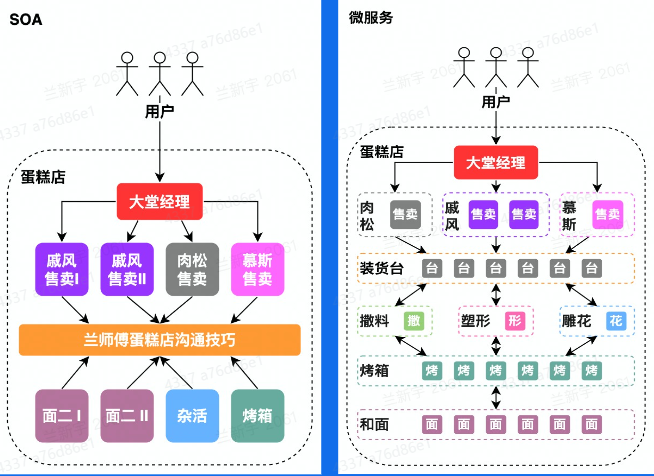 SOA
用户
蛋糕店
大堂经理
戚风
售卖I
戚风
售卖II
肉松
售卖
慕斯
售卖
兰师傅蛋糕店沟通技巧
面二 I
面二 II
杂活
烤箱
微服务
用户
蛋糕店
大堂经理
肉松 售卖
戚风 售卖 售卖
慕斯 售卖
装货台 台 台 台 台 台 台
撒料 撒
塑形 形
雕花 花
烤箱 烤 烤 烤 烤 烤 烤
和面 面 面 面 面 面 面
兰新宇 2061
4337 a76d86e1